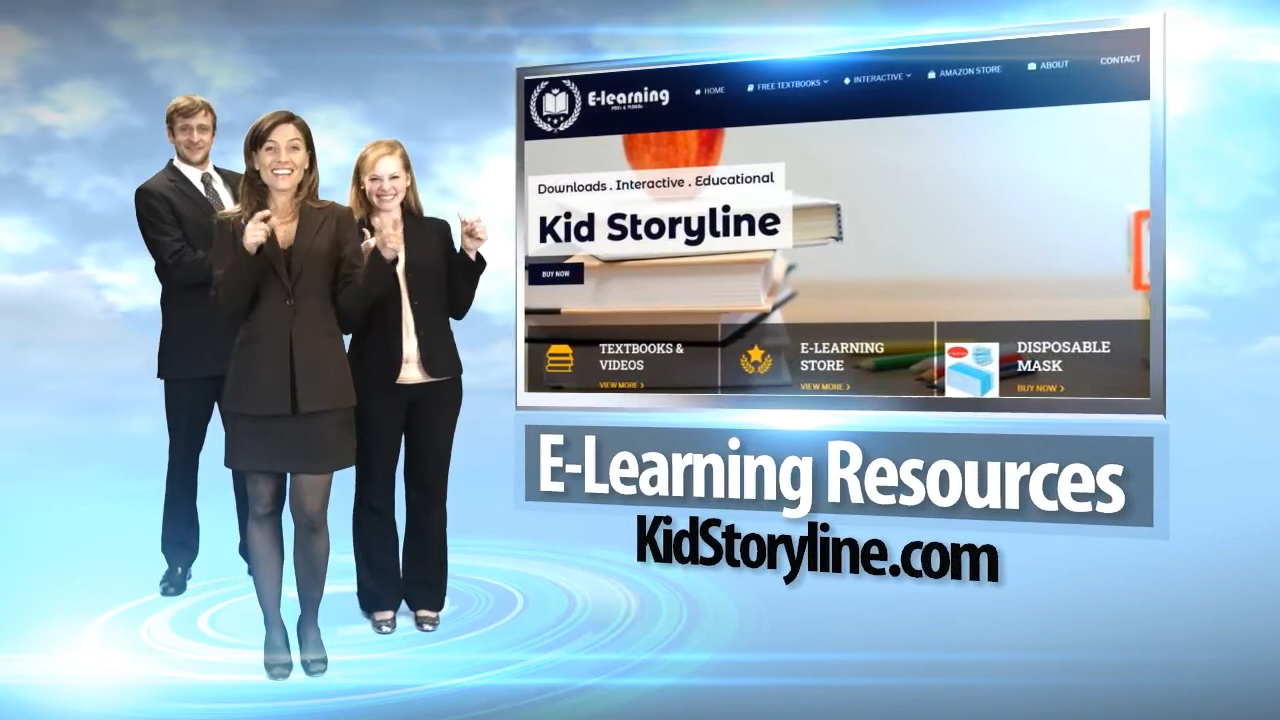 E-learning
HOME
FREE TEXTBOOKS
INTERACTIVE
AMAZON STORE
ABOUT
CONTACT
Downloads . Interactive . Educational
Kid Storyline
BUY NOW
TEXTBOOKS &
VIDEOS
VIEW MORE >
E-LEARNING
STORE
VIEW MORE >
DISPOSABLE
MASK
BUY NOW >
E-Learning Resources
KidStoryline.com